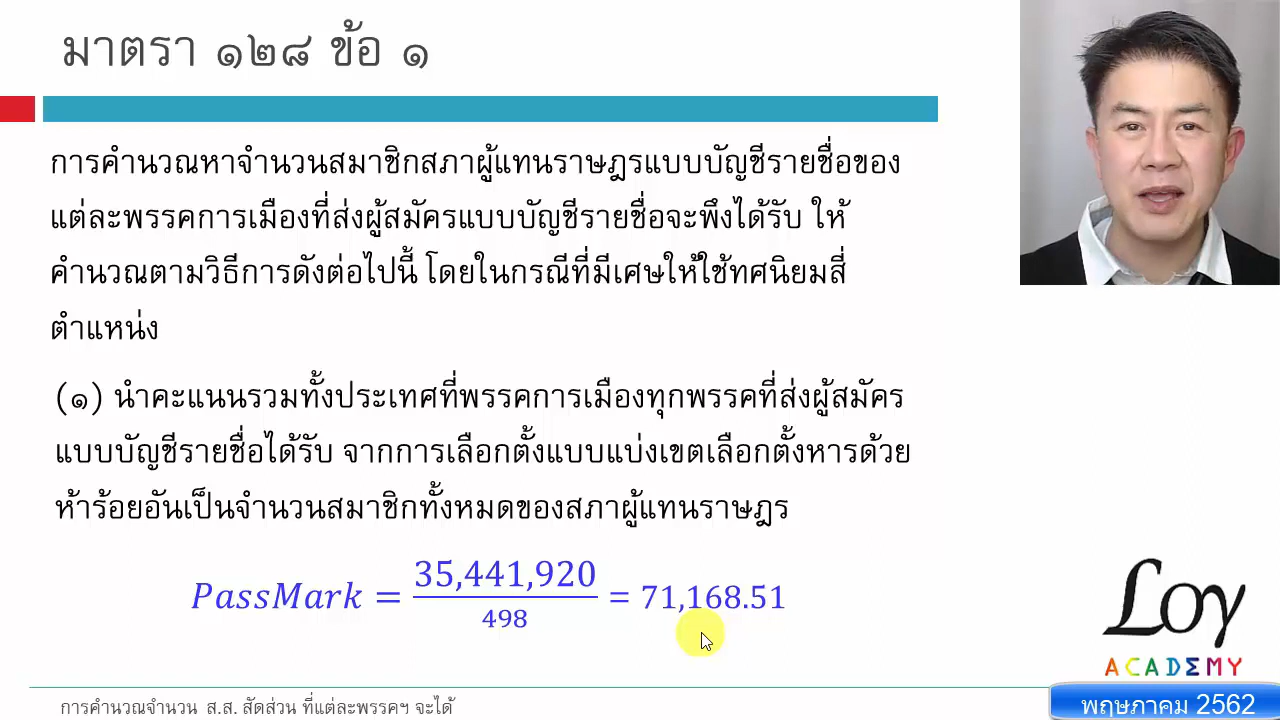 มาตรา ๑๒๘ ข้อ ๑
การคำนวณหาจำนวนสมาชิกสภาผู้แทนราษฎรแบบบัญชีรายชื่อของ
แต่ละพรรคการเมืองที่ส่งผู้สมัครแบบบัญชีรายชื่อจะพึงได้รับ ให้
คำนวณตามวิธีการดังต่อไปนี้ โดยในกรณีที่มีเศษให้ใช้ทศนิยมสี่
ตำแหน่ง
(๑) นำคะแนนรวมทั้งประเทศที่พรรคการเมืองทุกพรรคที่ส่งผู้สมัคร
แบบบัญชีรายชื่อได้รับ จากการเลือกตั้งแบบแบ่งเขตเลือกตั้งหารด้วย
ห้าร้อยอันเป็นจำนวนสมาชิกทั้งหมดของสภาผู้แทนราษฎร
PassMark = 35,441,920 / 498 = 71,168.51
Loy
ACADEMY
การคำนวณจำนวน ส.ส. สัดส่วน ที่แต่ละพรรคฯ จะได้
พฤษภาคม 2562